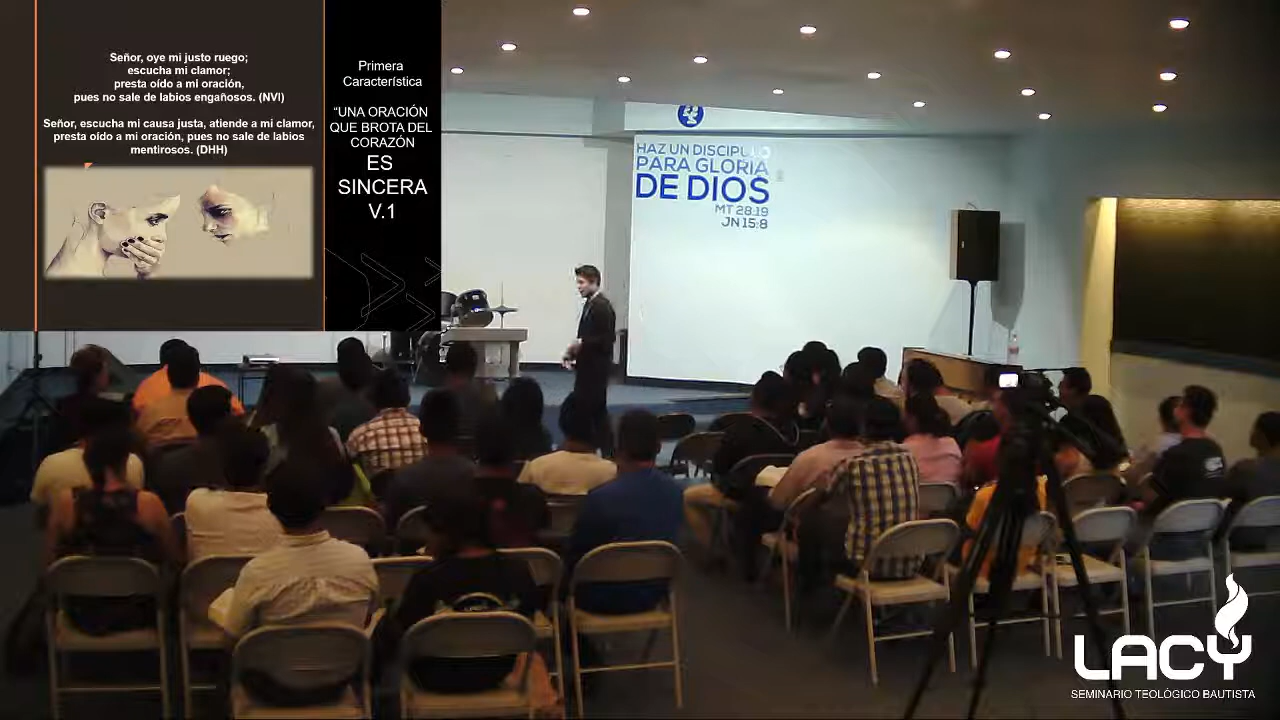 Señor, oye mi justo ruego;
escucha mi clamor;
presta oído a mi oración,
pues no sale de labios engañosos. (NVI)
Señor, escucha mi causa justa, atiende a mi clamor,
presta oído a mi oración, pues no sale de labios
mentirosos. (DHH)
Primera
Característica
“UNA ORACIÓN
QUE BROTA DEL
CORAZÓN
ES
SINCERA
V.1
HAZ UN DISCIPULO
PARA GLORIA
DE DIOS
MT 28:19
JN 15:8
LACY
SEMINARIO TEOLÓGICO BAUTISTA